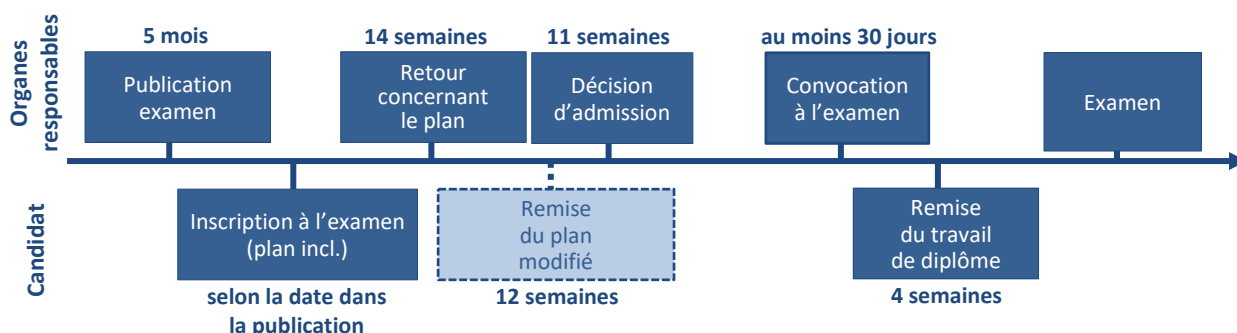 Organes
responsables
5 mois
Publication
examen
14 semaines
Retour
concernant
le plan
11 semaines
Décision
d’admission
au moins 30 jours
Convocation
à l’examen
Examen
Candidat
Inscription à l’examen
(plan incl.)
selon la date dans
la publication
Remise
du plan
modifié
12 semaines
Remise
du travail
de diplôme
4 semaines